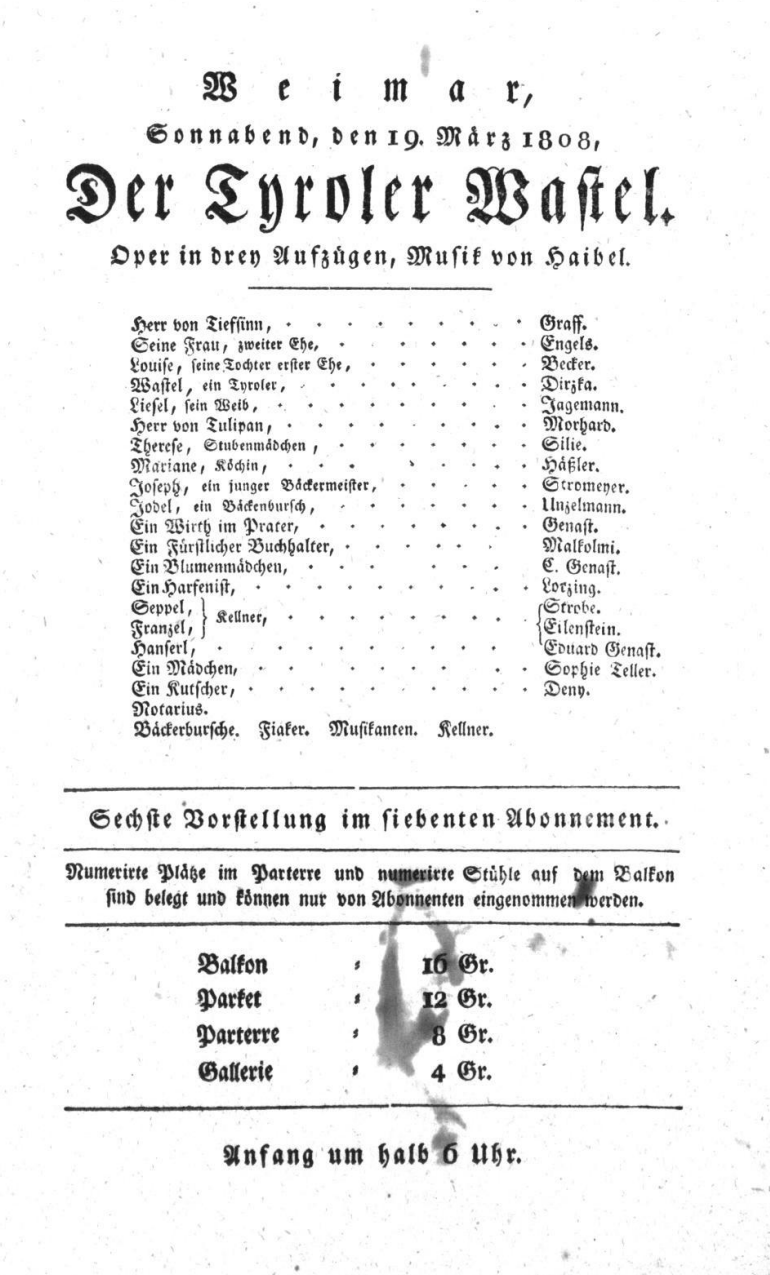 Weimar,
Sonnabend, den 19. März 1808,
Der Tyroler Wastel.
Oper in drey Aufzügen, Musik von Haibel.
Herr von Tiefsinn, Graff.
Seine Frau, zweiter Ehe, Engels.
Louise, seine Tochter erster Ehe, Becker.
Wastel, ein Tyroler, Dirzka.
Liesel, sein Weib, Jagemann.
Herr von Tulipan, Morhard.
Therese, Stubenmädchen, Silie.
Mariane, Köchin, Häßler.
Joseph, ein junger Bäckermeister, Stromeyer.
Jodel, ein Bäckenbursch, Unzelmann.
Ein Wirth im Prater, Genast.
Ein Fürstlicher Buchhalter, Malkolmi.
Ein Blumenmädchen, C. Genast.
Ein Harfenist, Lorzing.
Seppel, Strobe.
Kellner,
Franzel, Eilenstein.
Hanserl, Eduard Genast.
Ein Mädchen, Sophie Teller.
Ein Kutscher, Deny.
Notarius.
Bäckerbursche. Fiaker. Musikanten. Kellner.
Sechste Vorstellung im siebenten Abonnement.
Numerirte Plätze im Parterre und numerirte Stühle auf dem Balkon
sind belegt und können nur von Abonnenten eingenommen werden.
Balkon 16 Gr.
Parket 12 Gr.
Parterre 8 Gr.
Gallerie 4 Gr.
Anfang um halb 6 Uhr.